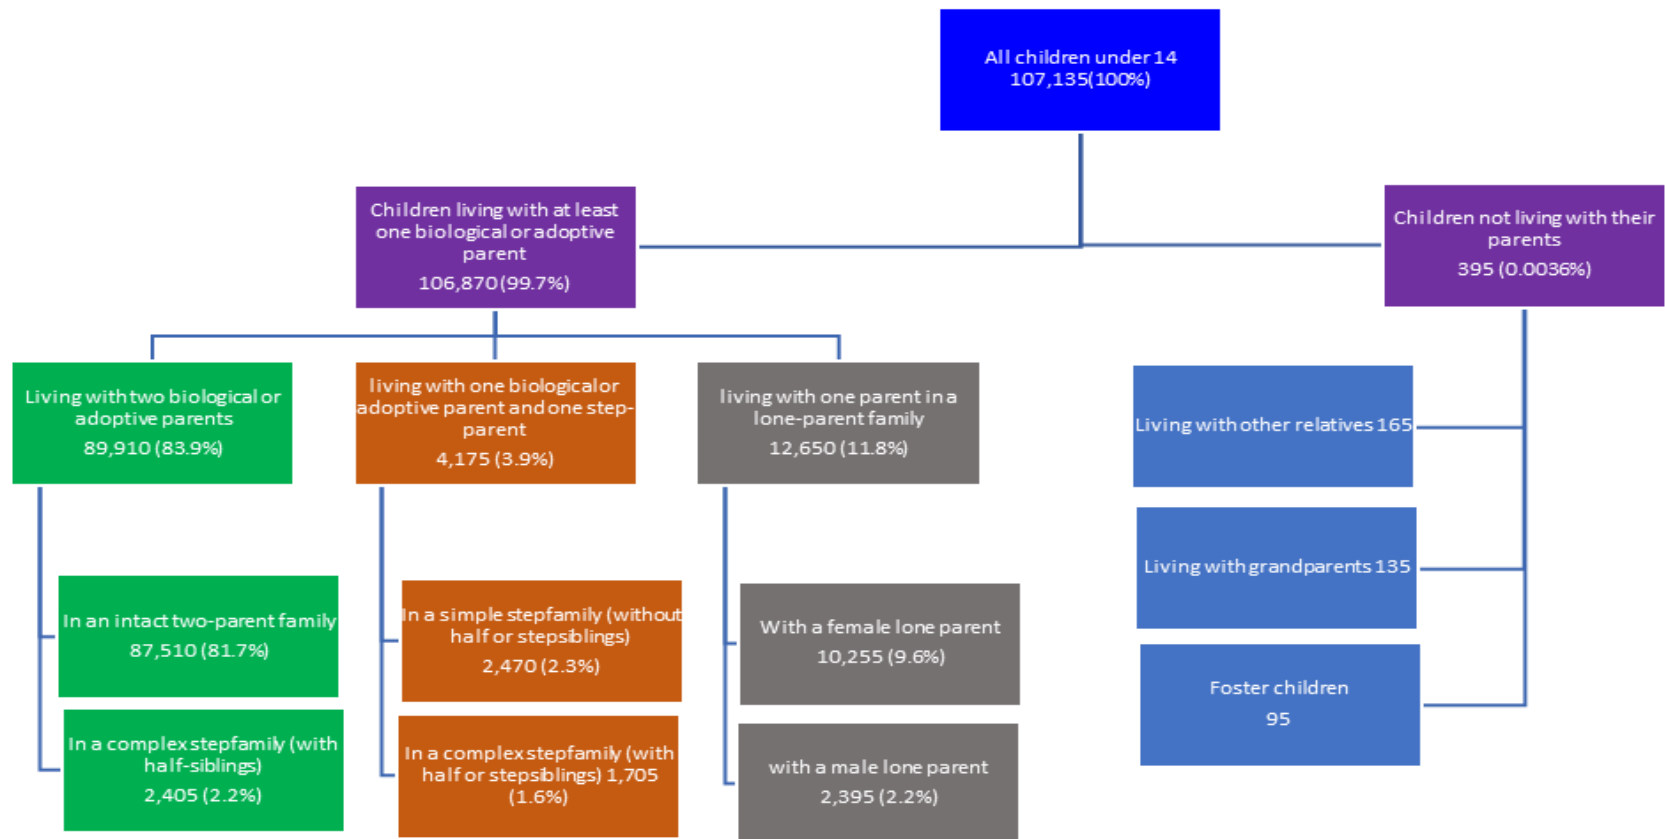 All children under 14
107,135(100%)
Children living with at least
one biological or adoptive
parent
106,870 (99.7%)
Children not living with their
parents
395 (0.0036%)
Living with two biological or
adoptive parents
89,910 (83.9%)
living with one biological or
adoptive parent and one step-
parent
4,175 (3.9%)
living with one parent in a
lone-parent family
12,650 (11.8%)
Living with other relatives 165
Living with grandparents 135
Foster children
95
In an intact two-parent family
87,510 (81.7%)
In a simple stepfamily (without
half or stepsiblings)
2,470 (2.3%)
With a female lone parent
10,255 (9.6%)
In a complex stepfamily (with
half-siblings)
2,405 (2.2%)
In a complex stepfamily (with
half or stepsiblings) 1,705
(1.6%)
with a male lone parent
2,395 (2.2%)